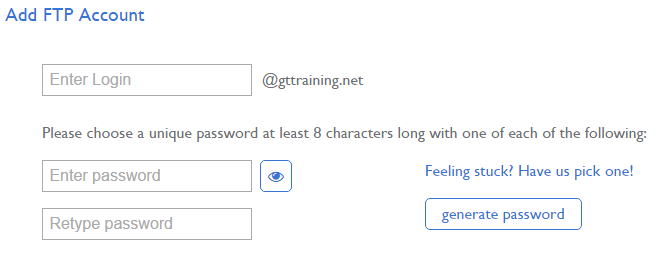 Add FTP Account
Enter Login @gttraining.net
Please choose a unique password at least 8 characters long with one of each of the following:
Enter password
Feeling stuck? Have us pick one!
Retype password
generate password